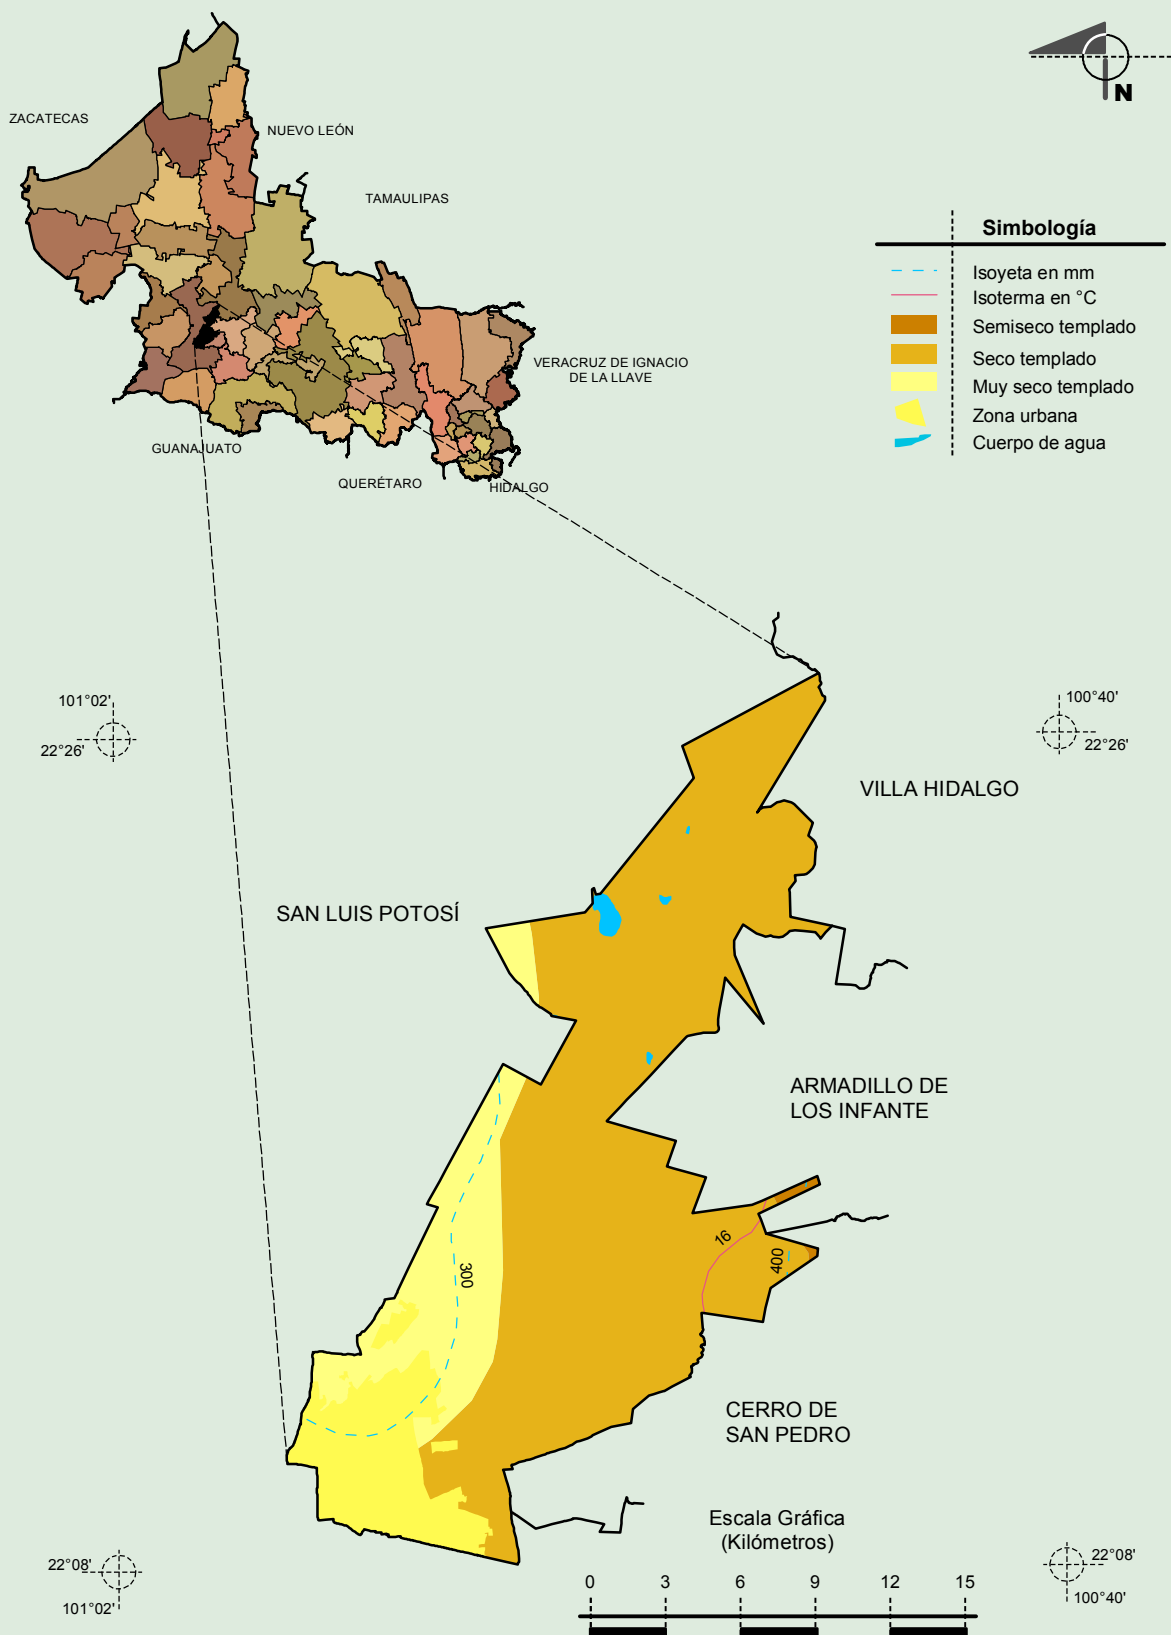 N
ZACATECAS
NUEVO LEÓN
TAMAULIPAS
VERACRUZ DE IGNACIO
DE LA LLAVE
GUANAJUATO
QUERÉTARO
HIDALGO
Simbología
Isoyeta en mm
Isoterma en °C
Semiseco templado
Seco templado
Muy seco templado
Zona urbana
Cuerpo de agua
101°02'
22°26'
100°40'
22°26'
VILLA HIDALGO
SAN LUIS POTOSÍ
ARMADILLO DE
LOS INFANTE
16
400
300
CERRO DE
SAN PEDRO
Escala Gráfica
(Kilómetros)
0 3 6 9 12 15
22°08'
101°02'
22°08'
100°40'